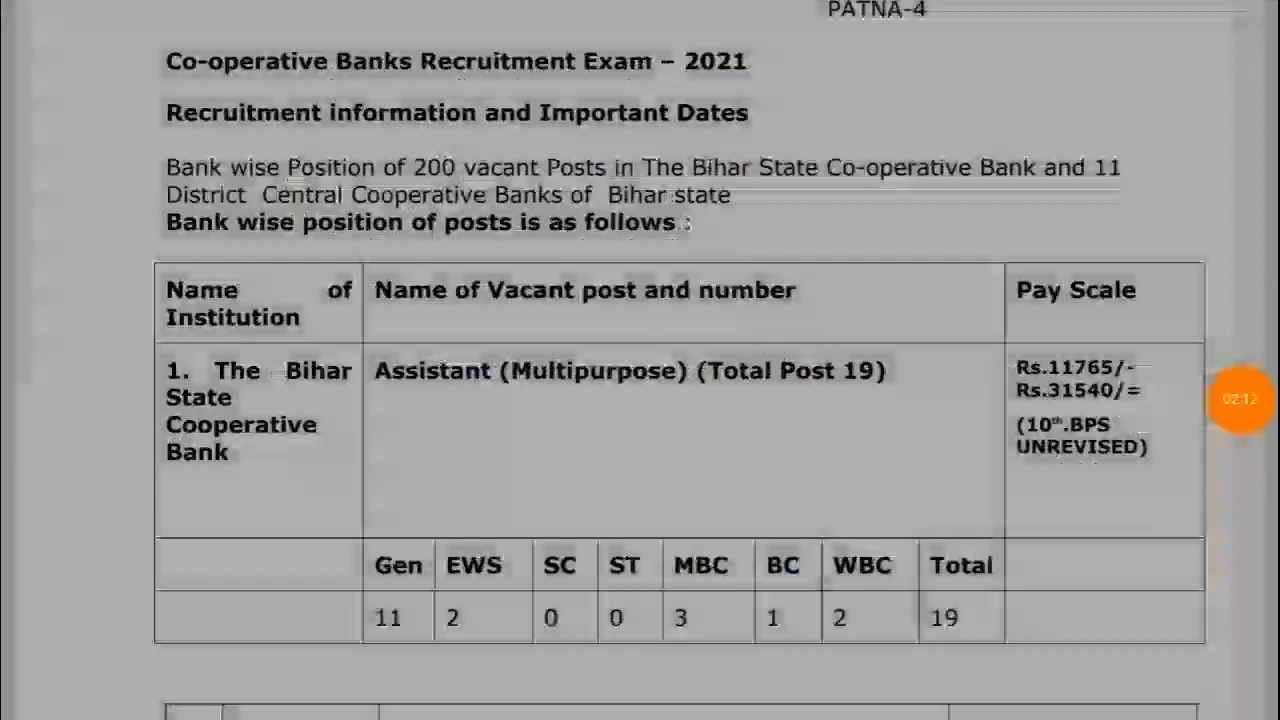 PATNA-4
Co-operative Banks Recruitment Exam – 2021
Recruitment information and Important Dates
Bank wise Position of 200 vacant Posts in The Bihar State Co-operative Bank and 11
District Central Cooperative Banks of Bihar state
Bank wise position of posts is as follows :
Name of Institution
Name of Vacant post and number
Pay Scale
1. The Bihar
State
Cooperative
Bank
Assistant (Multipurpose) (Total Post 19)
Rs.11765/-
Rs.31540/=
(10th.BPS
UNREVISED)
02:12
Gen EWS SC ST MBC BC WBC Total
11 2 0 0 3 1 2 19